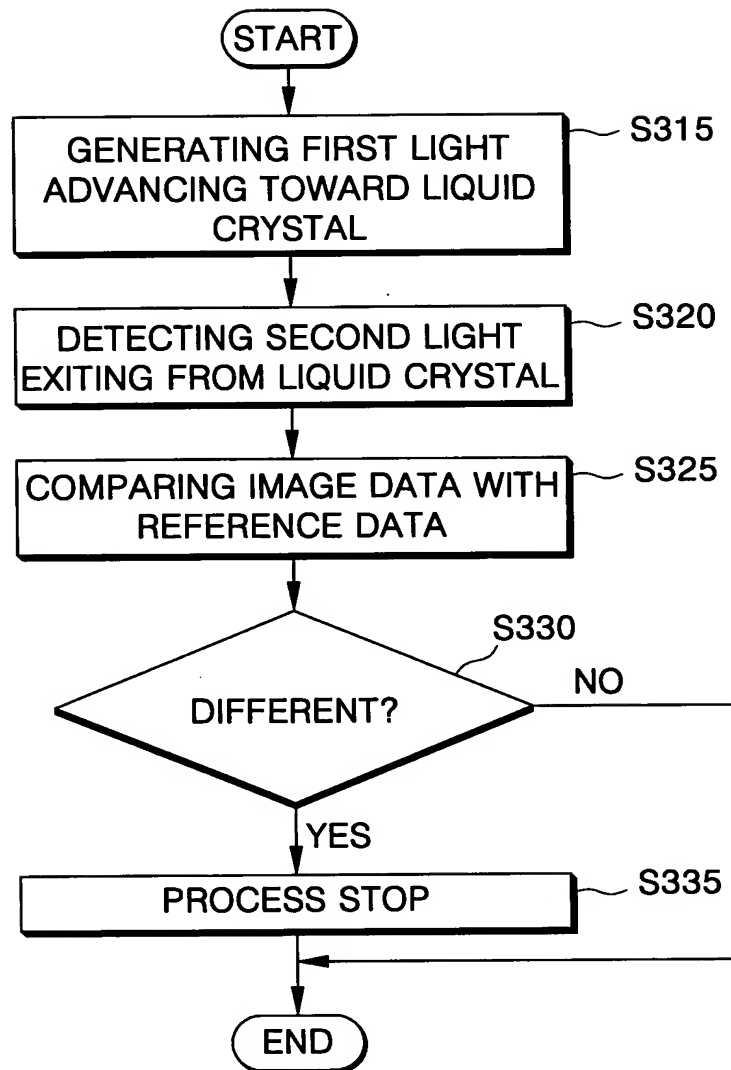 START
S315
GENERATING FIRST LIGHT
ADVANCING TOWARD LIQUID
CRYSTAL
S320
DETECTING SECOND LIGHT
EXITING FROM LIQUID CRYSTAL
S325
COMPARING IMAGE DATA WITH
REFERENCE DATA
S330
DIFFERENT?
NO
YES
S335
PROCESS STOP
END